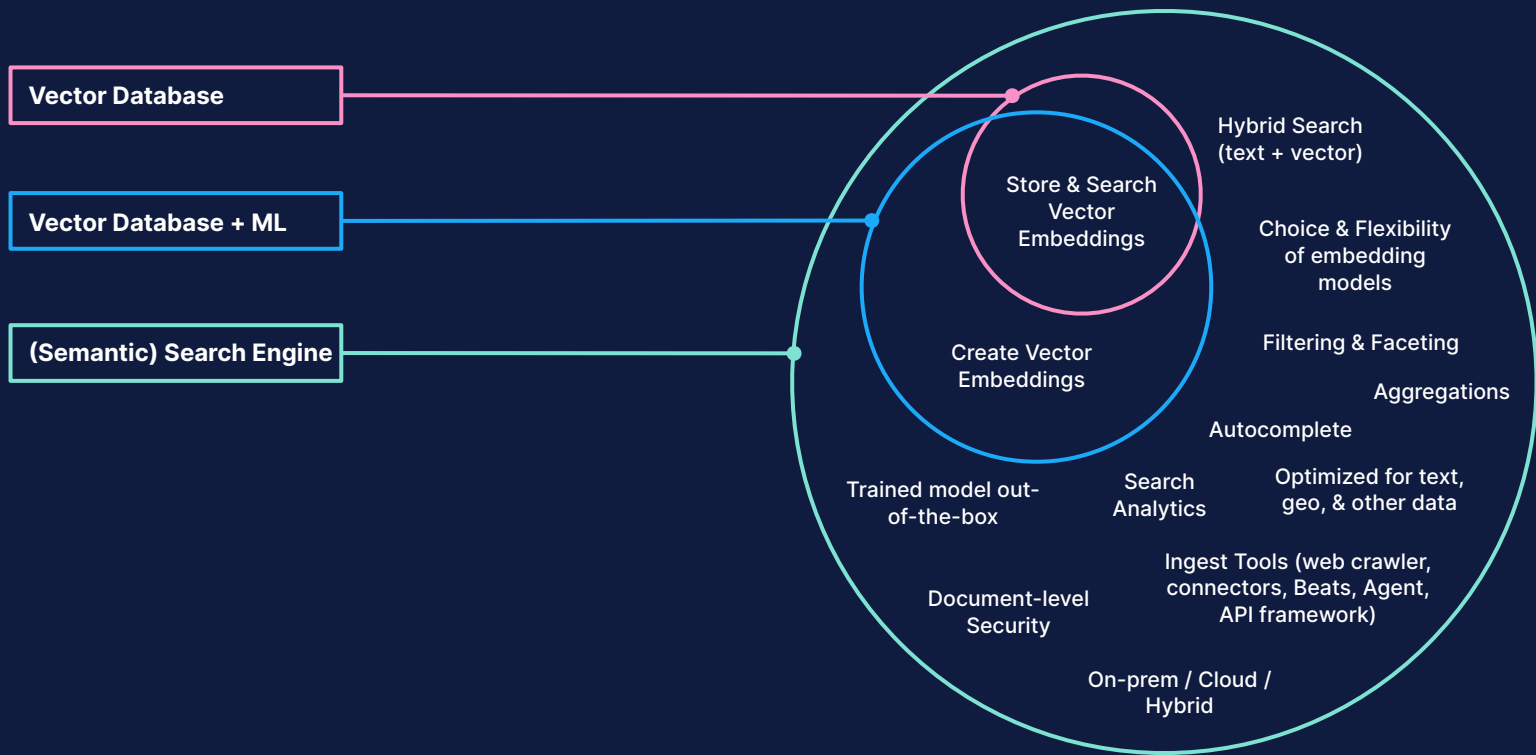 Vector Database
Vector Database + ML
(Semantic) Search Engine
Store & Search
Vector
Embeddings
Create Vector
Embeddings
Hybrid Search
(text + vector)
Choice & Flexibility
of embedding
models
Filtering & Faceting
Aggregations
Autocomplete
Trained model out-
of-the-box
Search
Analytics
Optimized for text,
geo, & other data
Ingest Tools (web crawler,
connectors, Beats, Agent,
API framework)
Document-level
Security
On-prem / Cloud /
Hybrid